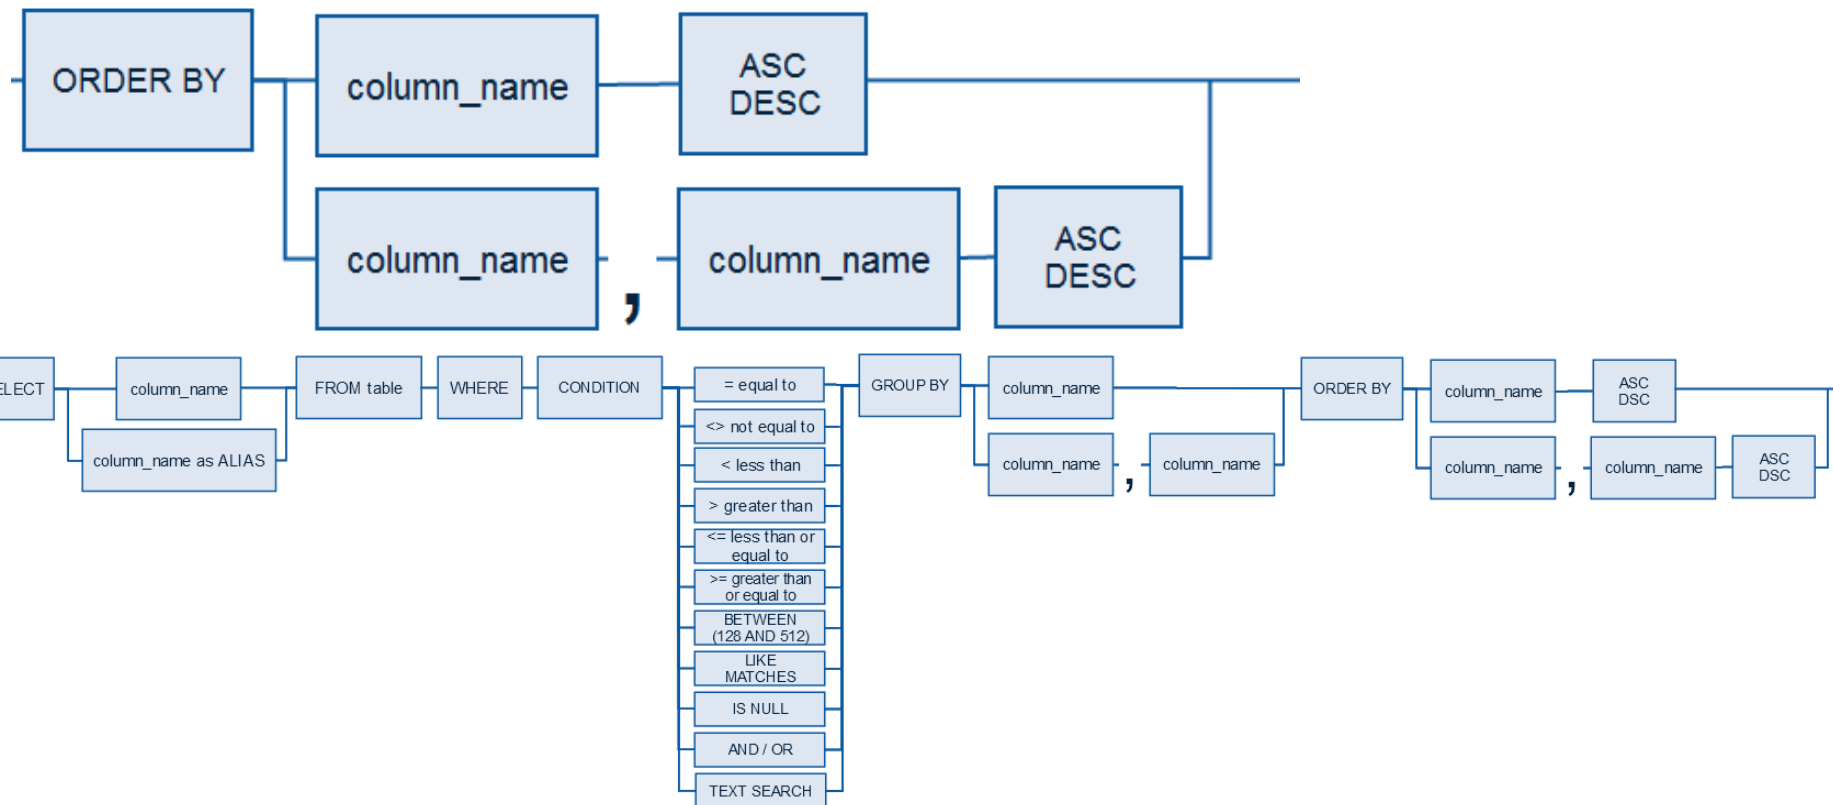 ORDER BY
column_name
ASC
DESC
column_name
,
column_name
ASC
DESC
ELECT
column_name
column_name as ALIAS
FROM table
WHERE
CONDITION
= equal to
<> not equal to
< less than
> greater than
<= less than or
equal to
>= greater than
or equal to
BETWEEN
(128 AND 512)
LIKE
MATCHES
IS NULL
AND / OR
TEXT SEARCH
GROUP BY
column_name
column_name
,
column_name
ORDER BY
column_name
ASC
DSC
column_name
,
column_name
ASC
DSC